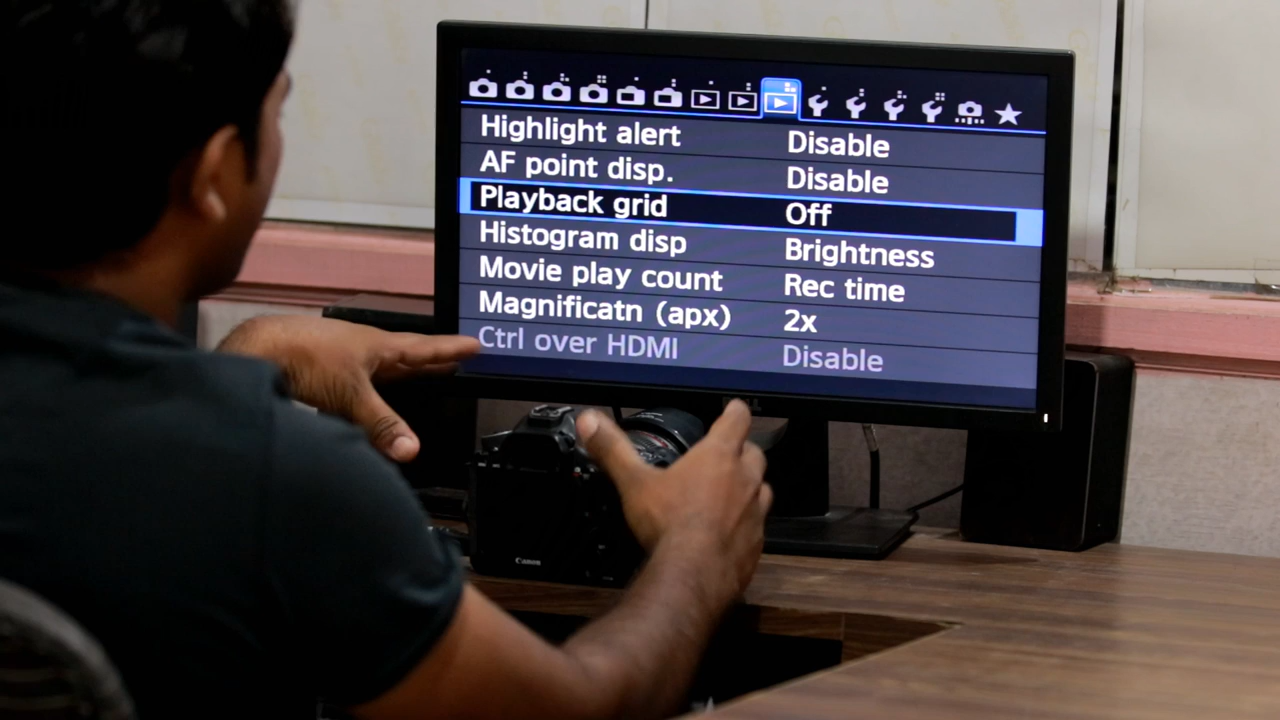 Highlight alert Disable
AF point disp. Disable
Playback grid Off
Histogram disp Brightness
Movie play count Rec time
Magnificatn (apx) 2x
Ctrl over HDMI Disable
Canon